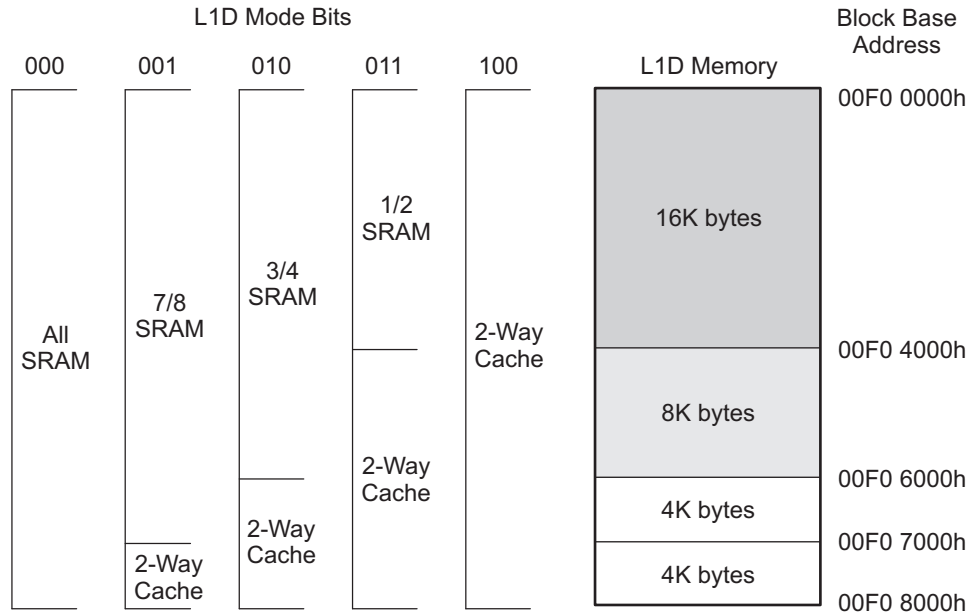 L1D Mode Bits
000 001 010 011 100
L1D Memory
Block Base
Address
00F0 0000h
16K bytes
1/2
SRAM
3/4
SRAM
7/8
SRAM
All
SRAM
2-Way
Cache
00F0 4000h
8K bytes
2-Way
Cache
00F0 6000h
4K bytes
2-Way
Cache
00F0 7000h
2-Way
Cache
4K bytes
00F0 8000h